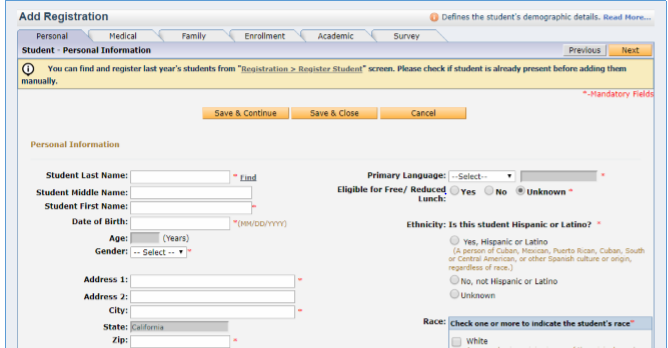 Add Registration
Defines the student's demographic details. Read More...
Personal Medical Family Enrollment Academic Survey
Student - Personal Information
Previous Next
You can find and register last year's students from "Registration > Register Student" screen. Please check if student is already present before adding them
manually.
*-Mandatory Fields
Save & Continue Save & Close Cancel
Personal Information
Student Last Name: * Find
Student Middle Name:
Student First Name: *
Date of Birth: *(MM/DD/YYYY)
Age: (Years)
Gender: -- Select -- *
Address 1: *
Address 2:
City: *
State: California
Zip: *
Primary Language: --Select-- *
Eligible for Free/ Reduced
Lunch: Yes No Unknown *
Ethnicity: Is this student Hispanic or Latino? *
Yes, Hispanic or Latino
(A person of Cuban, Mexican, Puerto Rican, Cuban, South
or Central American, or other Spanish culture or origin,
regardless of race.)
No, not Hispanic or Latino
Unknown
Race: Check one or more to indicate the student's race*
White